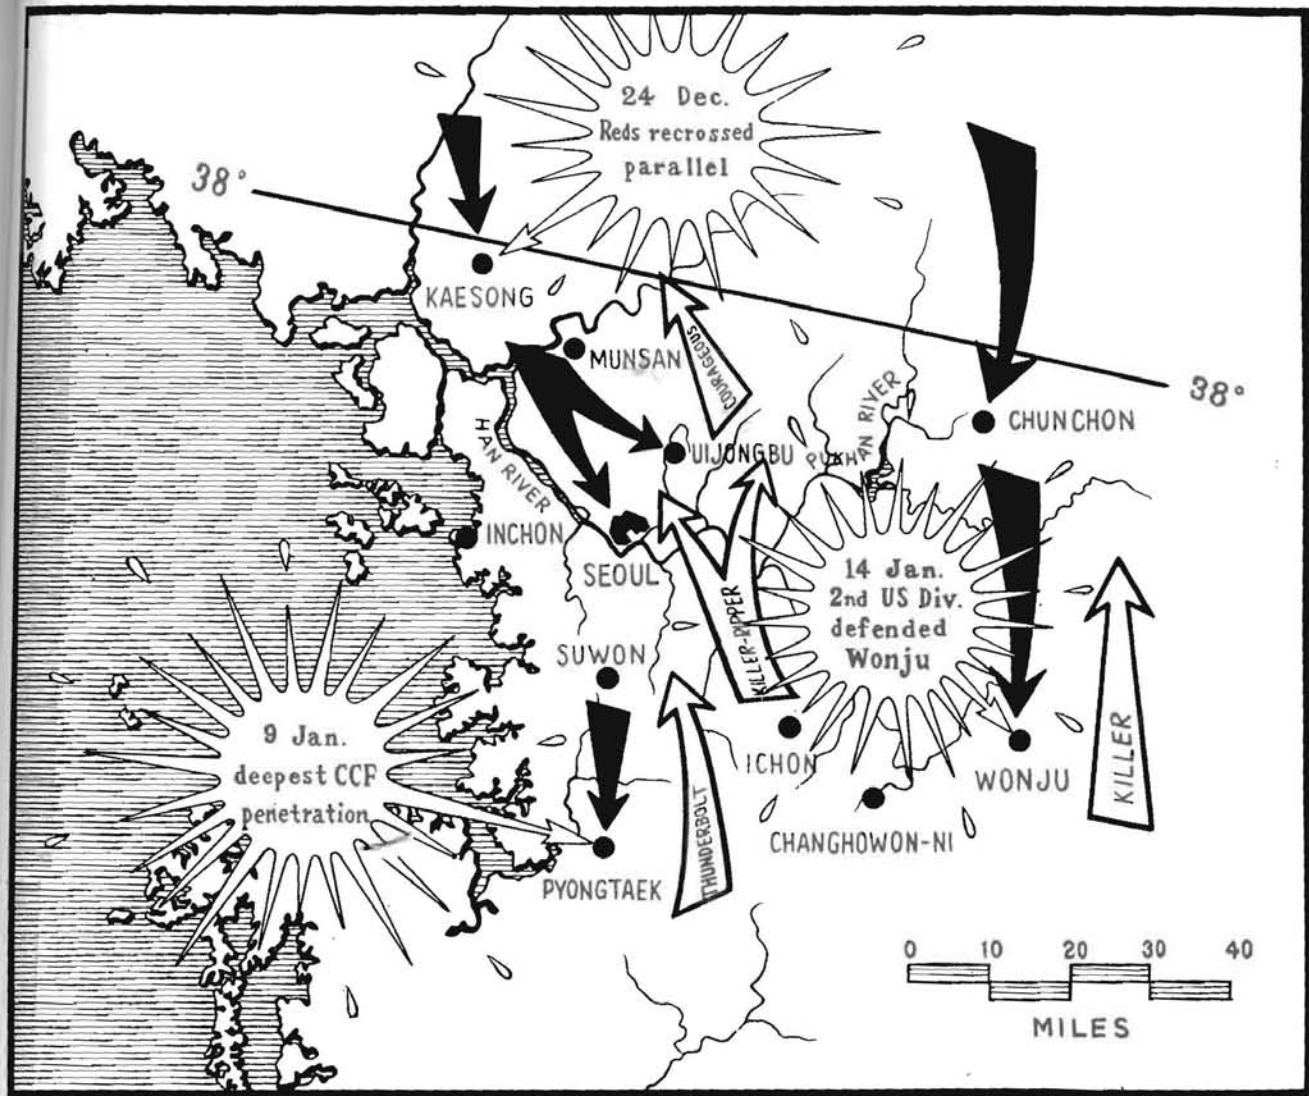 24 Dec.
Reds recrossed
parallel
38°
KAESONG
MUNSAN
COURAGEOUS
38°
CHUNCHON
HAN RIVER
UIJONGBU
PUKHAN RIVER
INCHON
SEOUL
14 Jan.
2nd US Div.
defended
Wonju
KILLER-RIPPER
SUWON
9 Jan.
deepest CCF
penetration
ICHON
WONJU
KILLER
THUNDERBOLT
CHANGHOWON-NI
PYONGTAEK
0 10 20 30 40
MILES